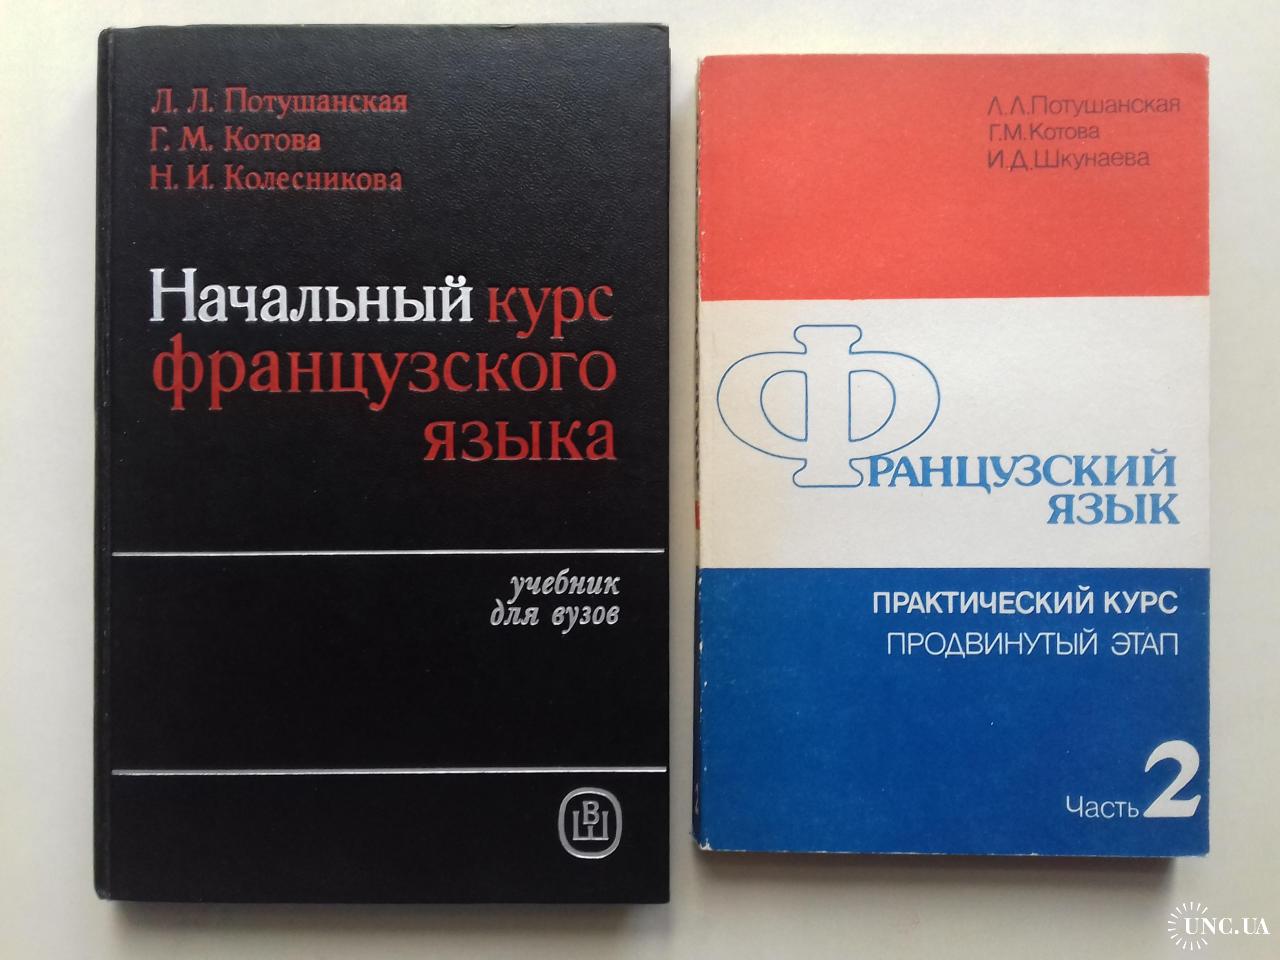 Л. Л. Потушанская
Г. М. Котова
Н. И. Колесникова
Начальный курс
французского
языка
учебник
для вузов
ВШ
Л.Л.Потушанская
Г.М.Котова
И.Д.Шкунаева
ФРАНЦУЗСКИЙ
ЯЗЫК
ПРАКТИЧЕСКИЙ КУРС
ПРОДВИНУТЫЙ ЭТАП
Часть 2
UNC.UA